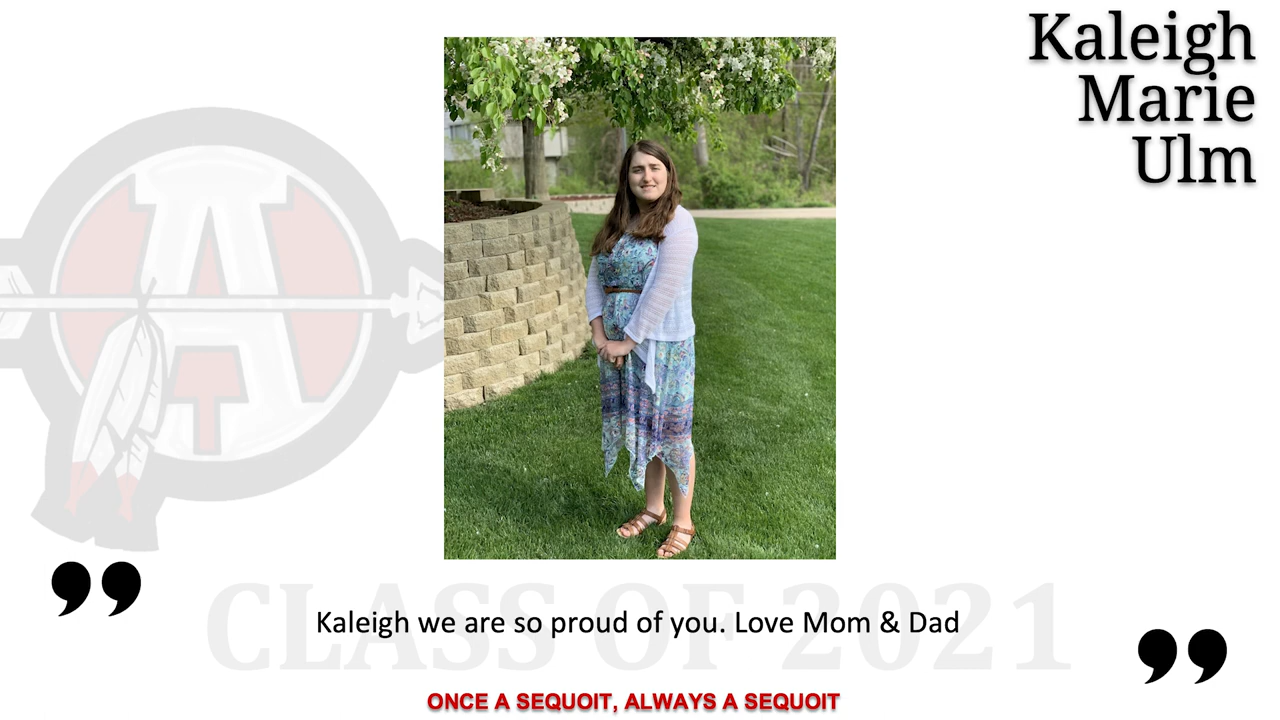 Kaleigh
Marie
Ulm
A
CLASS OF 2021
Kaleigh we are so proud of you. Love Mom & Dad
ONCE A SEQUOIT, ALWAYS A SEQUOIT